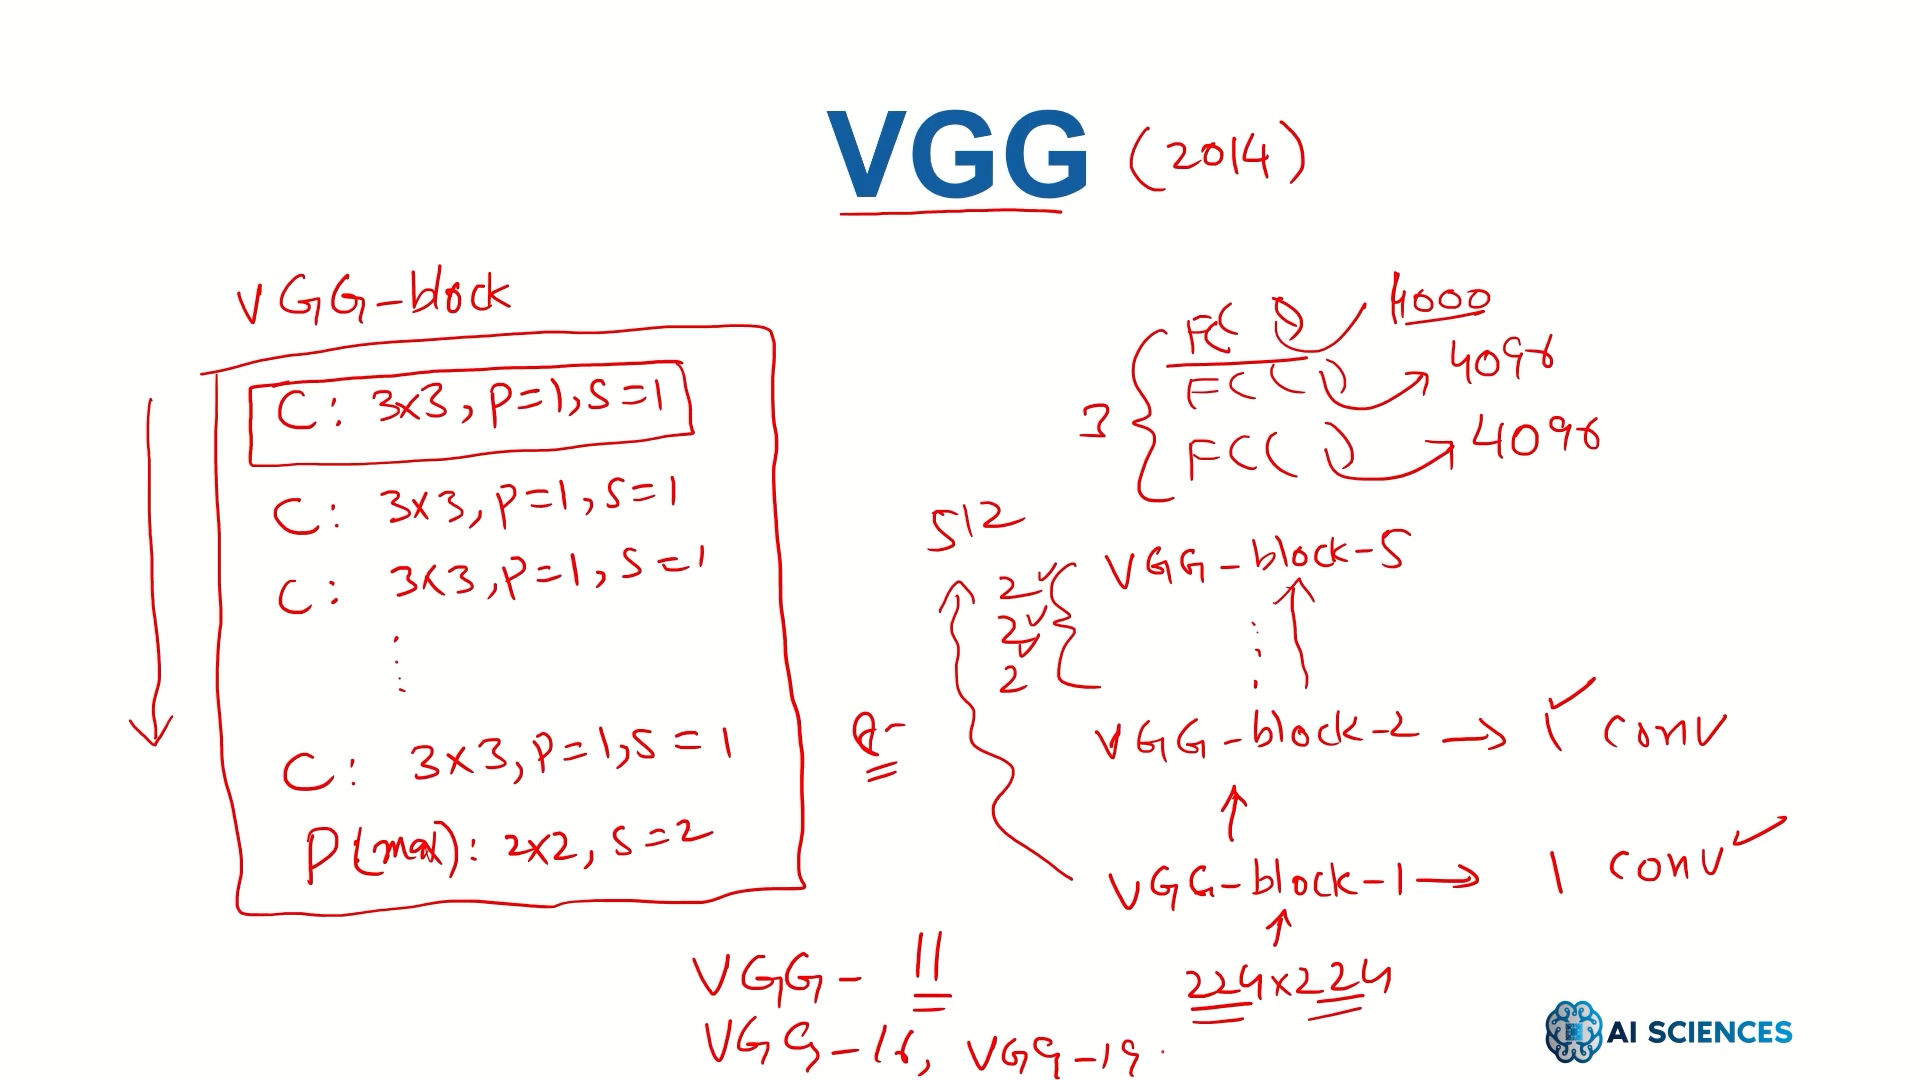 VGG (2014)
VGG-block
C: 3x3, P=1, S=1
C: 3x3, P=1, S=1
C: 3x3, P=1, S=1
C: 3x3, P=1, S=1
P(max): 2x2, S=2
3
FC ( ) 4000
FC ( ) → 4096
FC ( ) → 4096
512
2
2
2
VGG-block-5
VGG-block-2 → 1 conv
VGG-block-1 → 1 conv
224x224
VGG-11
VGG-16, VGG-19
AI SCIENCES